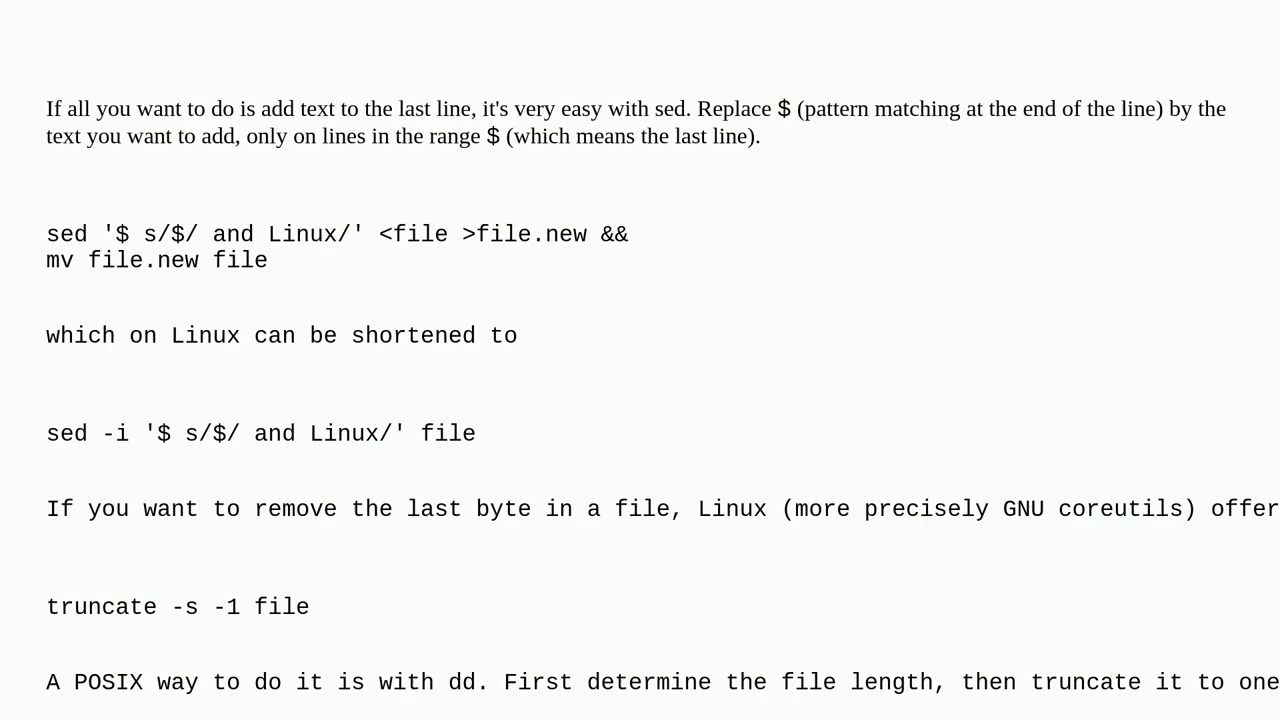 If all you want to do is add text to the last line, it's very easy with sed. Replace $ (pattern matching at the end of the line) by the
text you want to add, only on lines in the range $ (which means the last line).
sed '$ s/$/ and Linux/' <file >file.new &&
mv file.new file
which on Linux can be shortened to
sed -i '$ s/$/ and Linux/' file
If you want to remove the last byte in a file, Linux (more precisely GNU coreutils) offer
truncate -s -1 file
A POSIX way to do it is with dd. First determine the file length, then truncate it to one